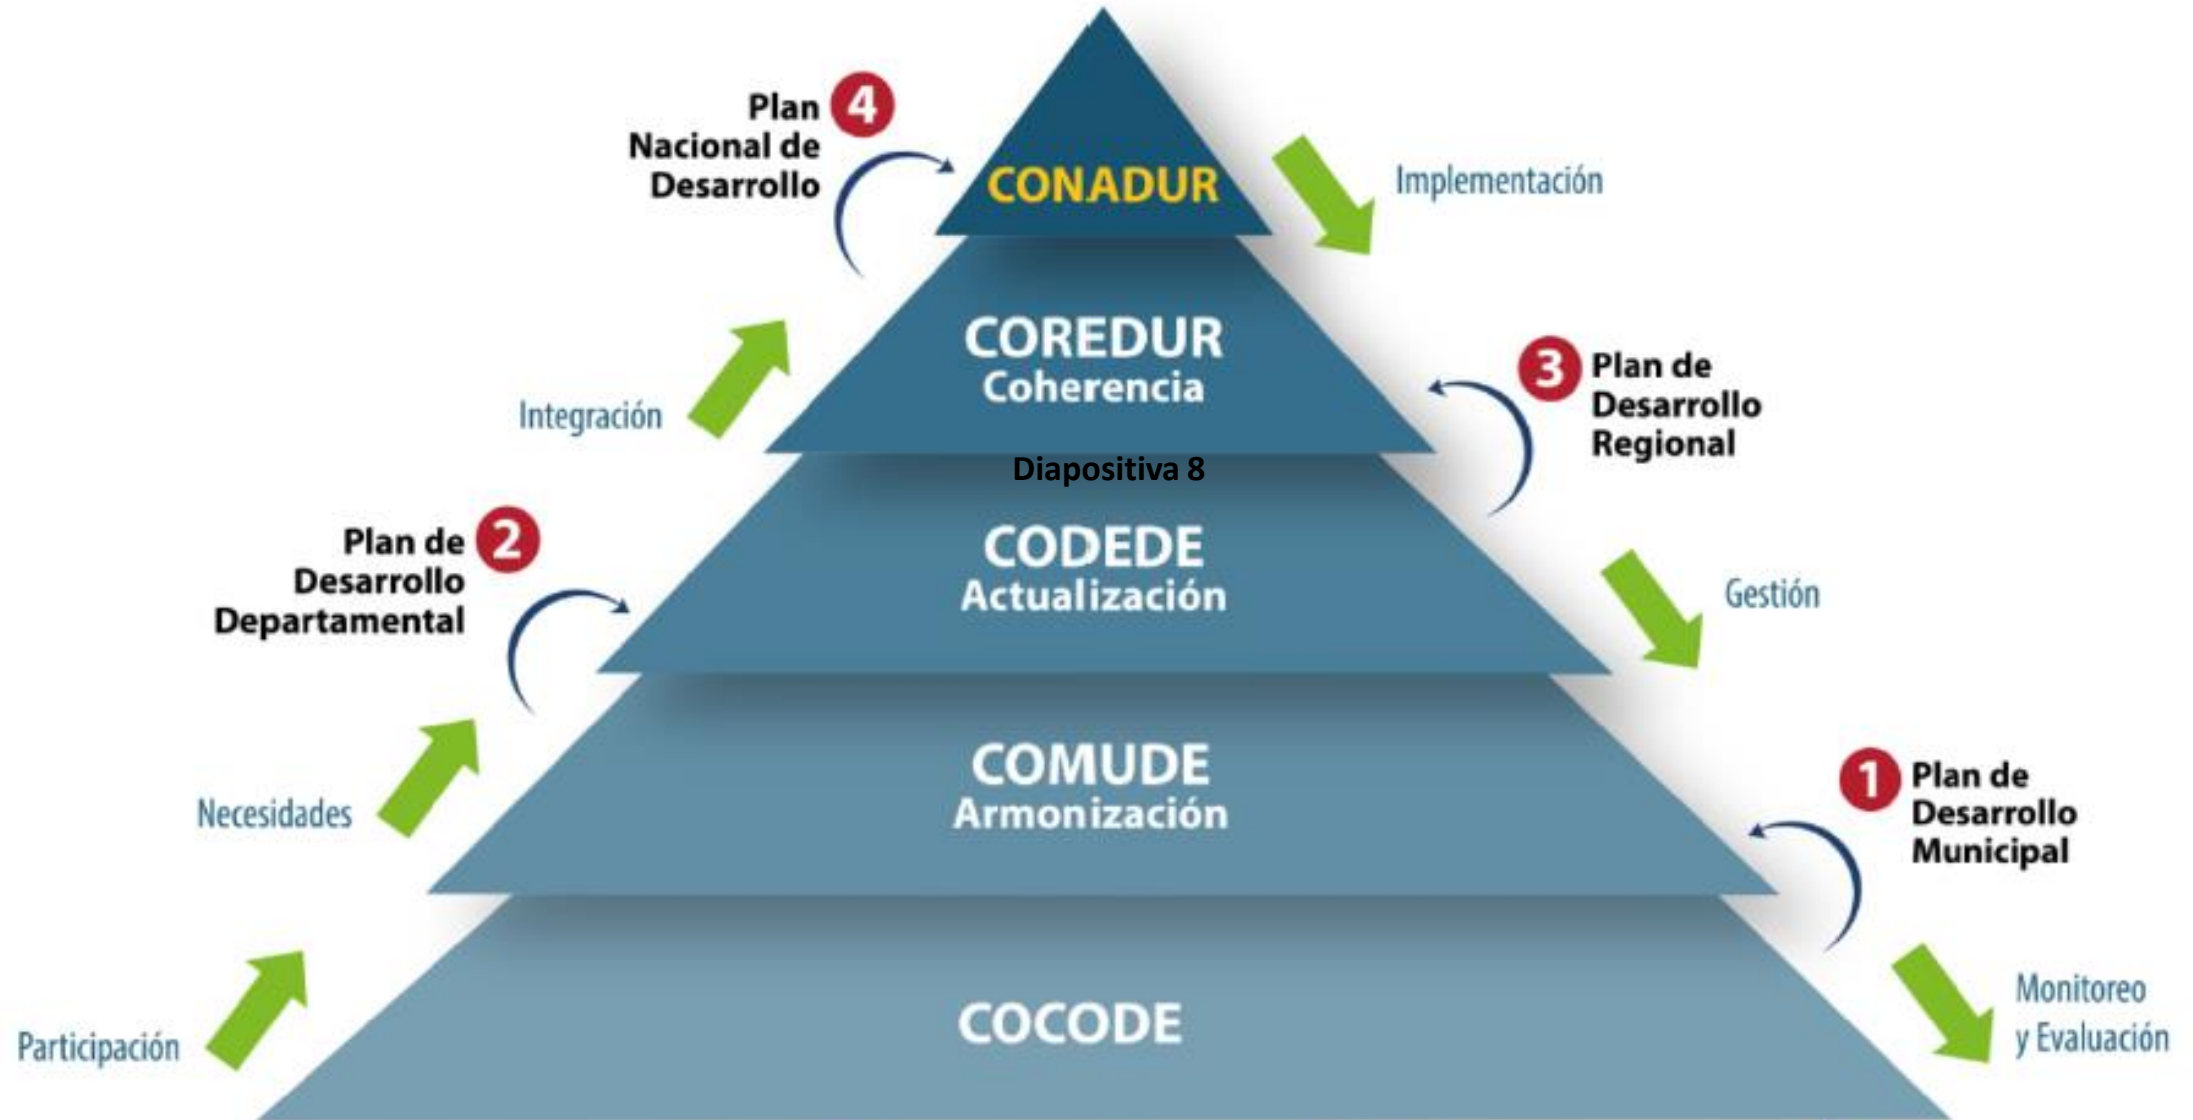 Plan 4
Nacional de
Desarrollo
CONADUR
Implementación
COREDUR
Coherencia
Integración
3 Plan de
Desarrollo
Regional
Diapositiva 8
Plan de 2
Desarrollo
Departamental
CODEDE
Actualización
Gestión
COMUDE
Armonización
Necesidades
1 Plan de
Desarrollo
Municipal
COCODE
Participación
Monitoreo
y Evaluación